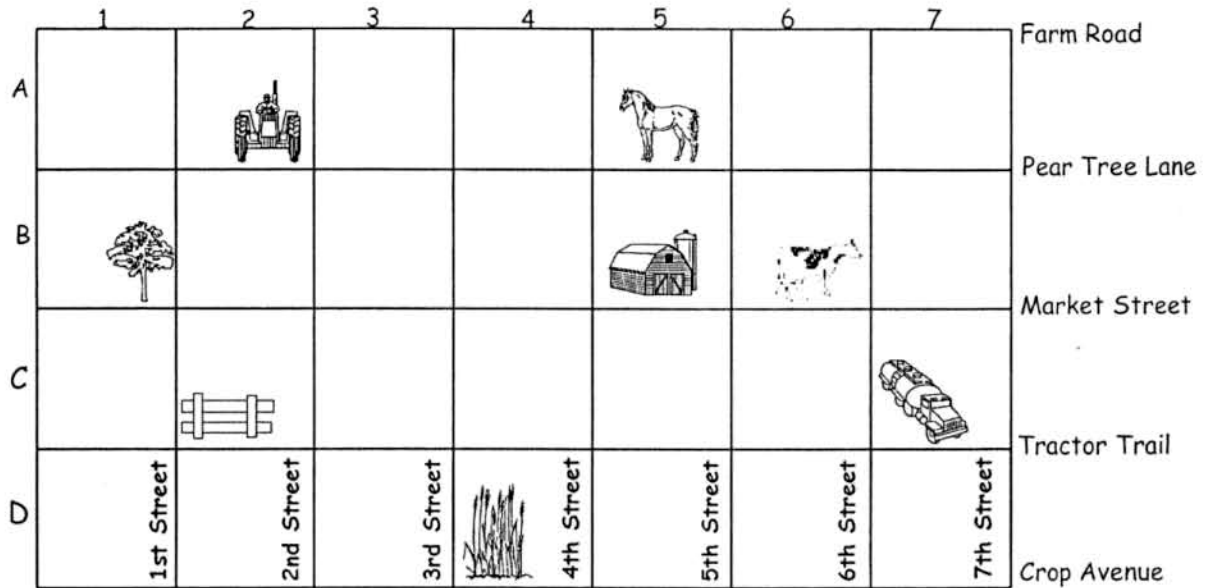 1 2 3 4 5 6 7
Farm Road
A
Pear Tree Lane
B
Market Street
C
Tractor Trail
D
1st Street
2nd Street
3rd Street
4th Street
5th Street
6th Street
7th Street
Crop Avenue